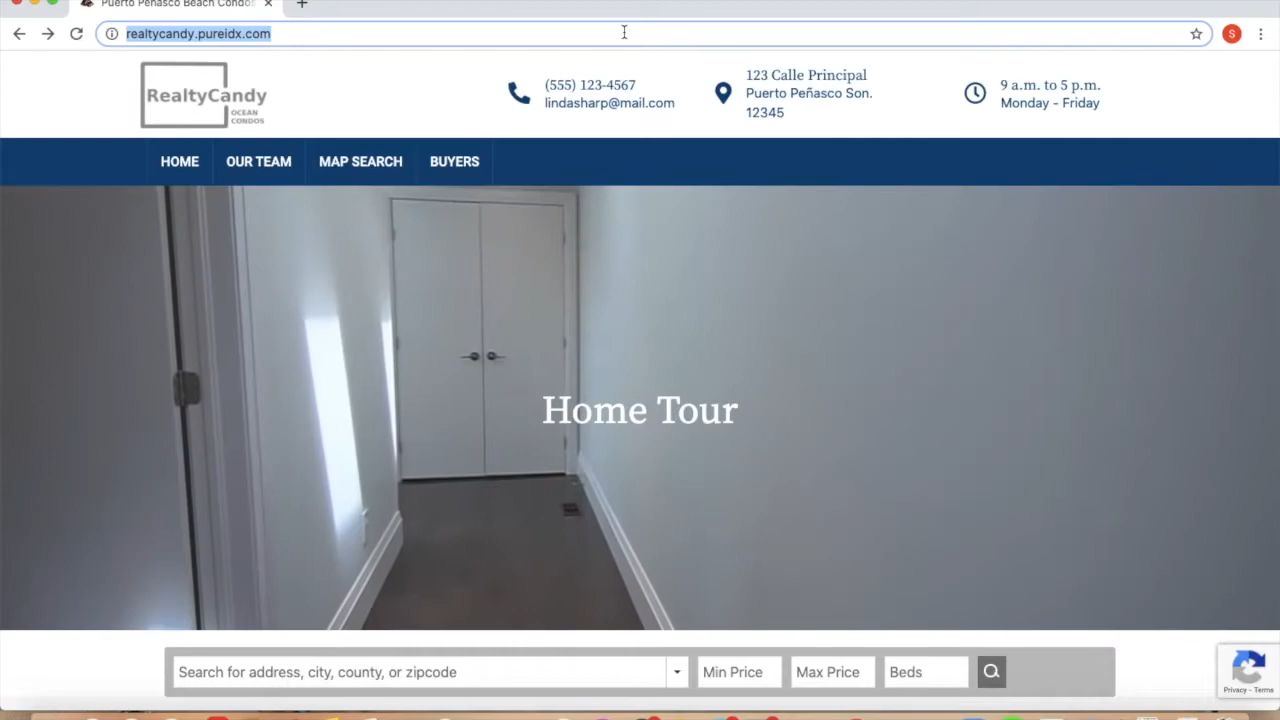 Puerto Peñasco Beach Condos
realtycandy.pureidx.com
S
RealtyCandy
OCEAN
CONDOS
(555) 123-4567
lindasharp@mail.com
123 Calle Principal
Puerto Peñasco Son.
12345
9 a.m. to 5 p.m.
Monday - Friday
HOME
OUR TEAM
MAP SEARCH
BUYERS
Home Tour
Search for address, city, county, or zipcode
Min Price
Max Price
Beds
Privacy - Terms